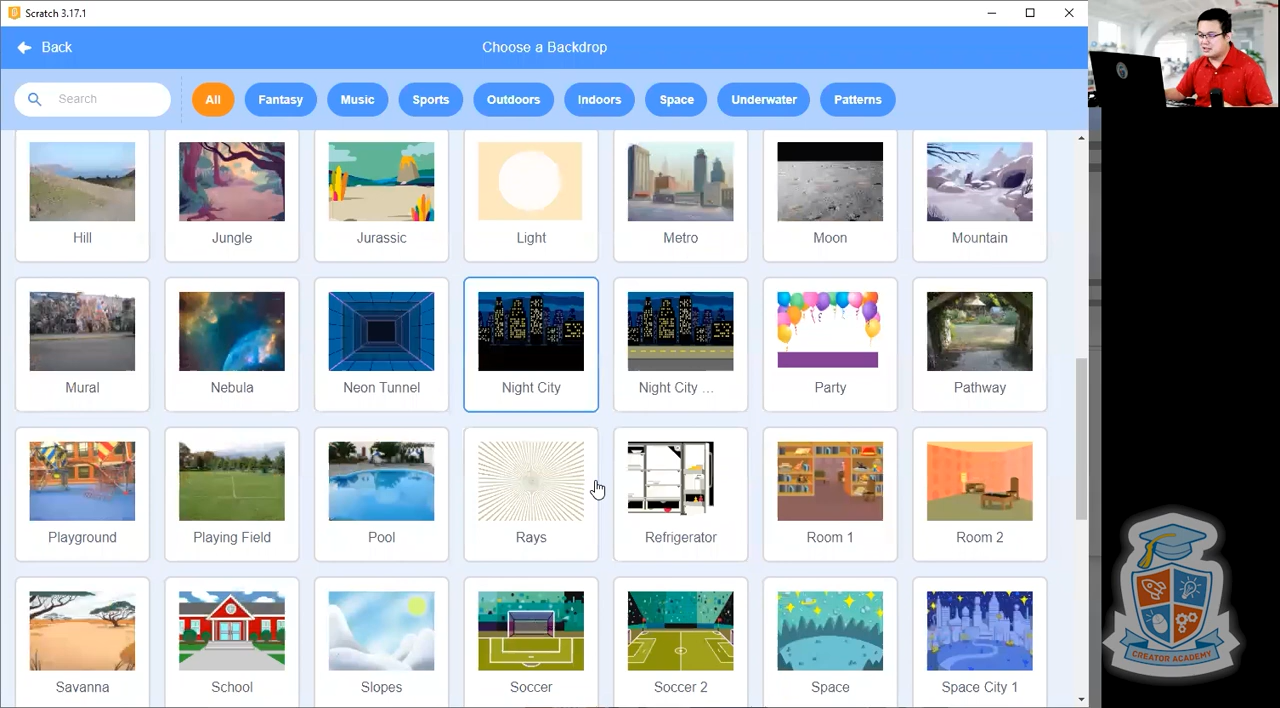 Scratch 3.17.1
Back
Choose a Backdrop
Search
All
Fantasy
Music
Sports
Outdoors
Indoors
Space
Underwater
Patterns
Hill
Jungle
Jurassic
Light
Metro
Moon
Mountain
Mural
Nebula
Neon Tunnel
Night City
Night City ...
Party
Pathway
Playground
Playing Field
Pool
Rays
Refrigerator
Room 1
Room 2
Savanna
School
Slopes
Soccer
Soccer 2
Space
Space City 1
CREATOR ACADEMY